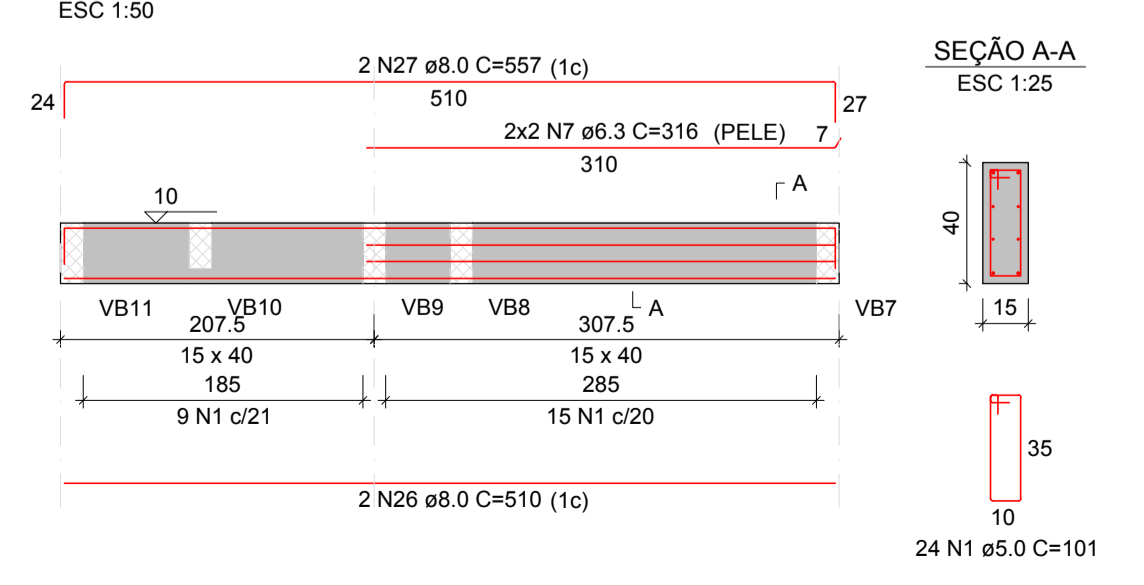 ESC 1:50
2 N27 ø8.0 C=557 (1c)
24
510
27
2x2 N7 ø6.3 C=316 (PELE) 7
310
A
10
VB11 VB10 VB9 VB8 A VB7
207.5 307.5
15 x 40 15 x 40
185 285
9 N1 c/21 15 N1 c/20
2 N26 ø8.0 C=510 (1c)
SEÇÃO A-A
ESC 1:25
40
15
35
10
24 N1 ø5.0 C=101